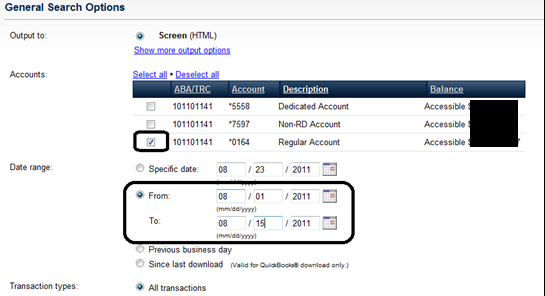 General Search Options
Output to: Screen (HTML)
Show more output options
Accounts: Select all • Deselect all
ABA/TRC Account Description Balance
101101141 *5558 Dedicated Account Accessible
101101141 *7597 Non-RD Account Accessible
101101141 *0164 Regular Account Accessible
Date range: Specific date: 08 / 23 / 2011
(mm/dd/yyyy)
From: 08 / 01 / 2011
(mm/dd/yyyy)
To: 08 / 15 / 2011
(mm/dd/yyyy)
Previous business day
Since last download (Valid for QuickBooks® download only.)
Transaction types: All transactions